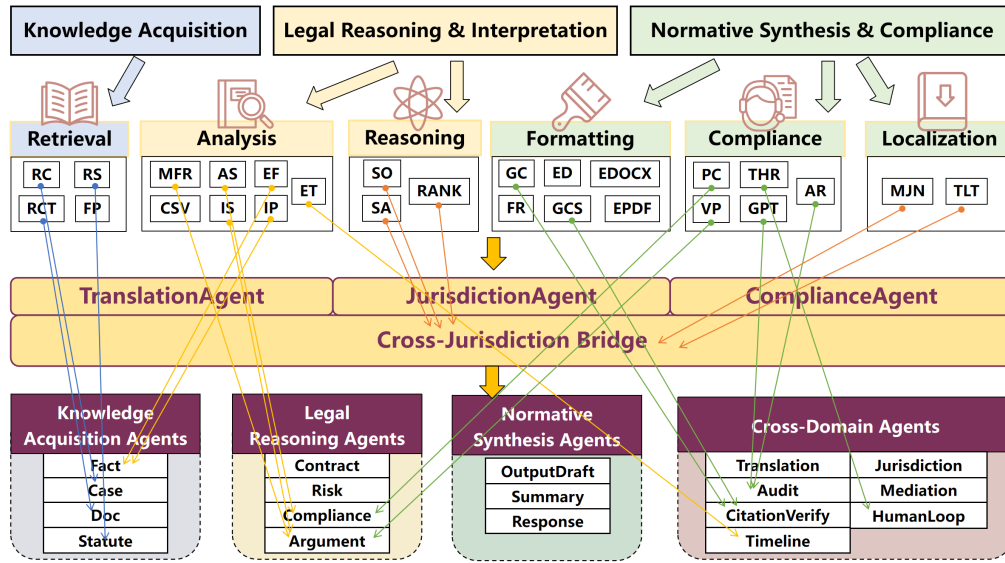 Knowledge Acquisition
Legal Reasoning & Interpretation
Normative Synthesis & Compliance
Retrieval
Analysis
Reasoning
Formatting
Compliance
Localization
RC
RS
RCT
FP
MFR
AS
EF
ET
CSV
IS
IP
SO
RANK
SA
GC
ED
EDOCX
FR
GCS
EPDF
PC
THR
AR
VP
GPT
MJN
TLT
TranslationAgent
JurisdictionAgent
ComplianceAgent
Cross-Jurisdiction Bridge
Knowledge
Acquisition Agents
Fact
Case
Doc
Statute
Legal
Reasoning Agents
Contract
Risk
Compliance
Argument
Normative
Synthesis Agents
OutputDraft
Summary
Response
Cross-Domain Agents
Translation
Jurisdiction
Audit
Mediation
CitationVerify
HumanLoop
Timeline